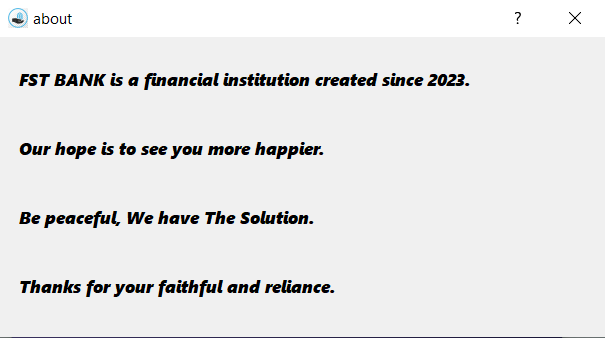 about
FST BANK is a financial institution created since 2023.
Our hope is to see you more happier.
Be peaceful, We have The Solution.
Thanks for your faithful and reliance.